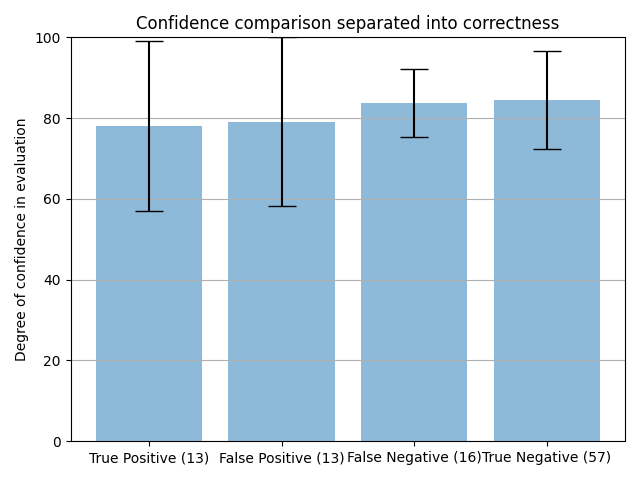 Confidence comparison separated into correctness
Degree of confidence in evaluation
100
80
60
40
20
0
True Positive (13)
False Positive (13)
False Negative (16)
True Negative (57)